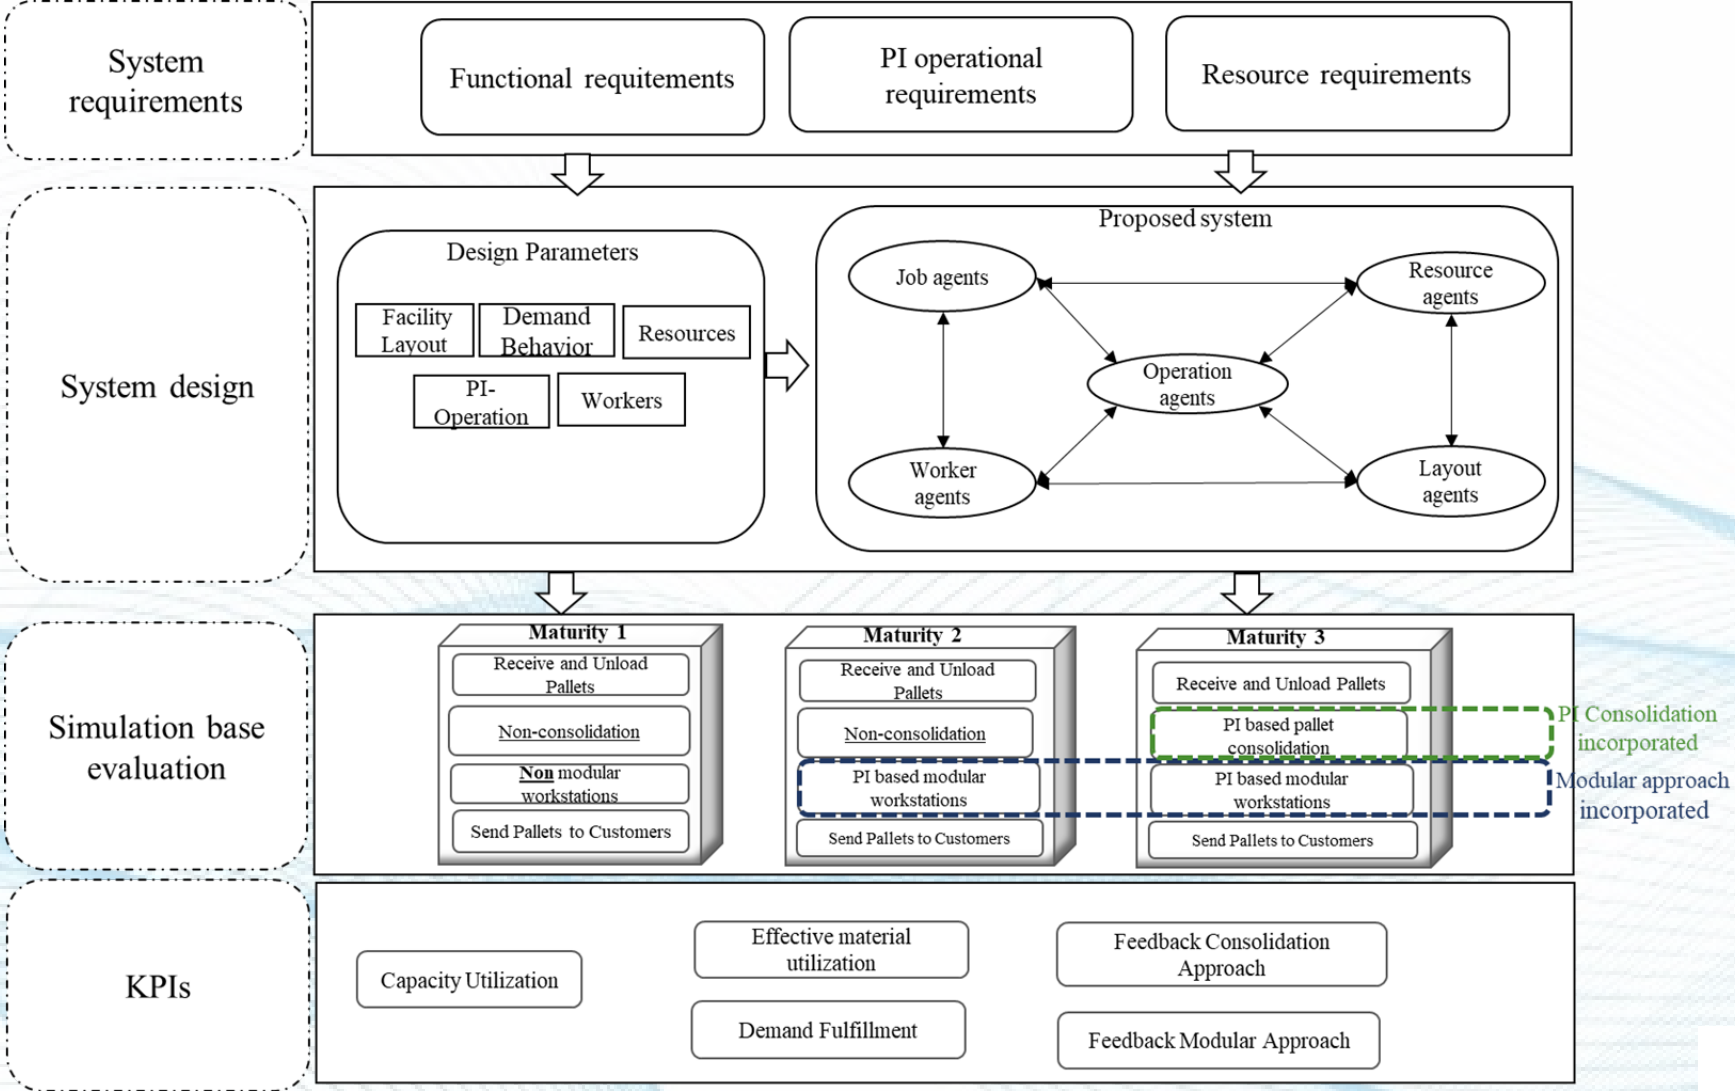 System
requirements
Functional requitements
PI operational
requirements
Resource requirements
System design
Design Parameters
Facility
Layout
Demand
Behavior
Resources
PI-
Operation
Workers
Proposed system
Job agents
Resource
agents
Operation
agents
Worker
agents
Layout
agents
Simulation base
evaluation
Maturity 1
Receive and Unload
Pallets
Non-consolidation
Non modular
workstations
Send Pallets to Customers
Maturity 2
Receive and Unload
Pallets
Non-consolidation
PI based modular
workstations
Send Pallets to Customers
Maturity 3
Receive and Unload Pallets
PI based pallet
consolidation
PI based modular
workstations
Send Pallets to Customers
PI Consolidation
incorporated
Modular approach
incorporated
KPIs
Capacity Utilization
Effective material
utilization
Demand Fulfillment
Feedback Consolidation
Approach
Feedback Modular Approach